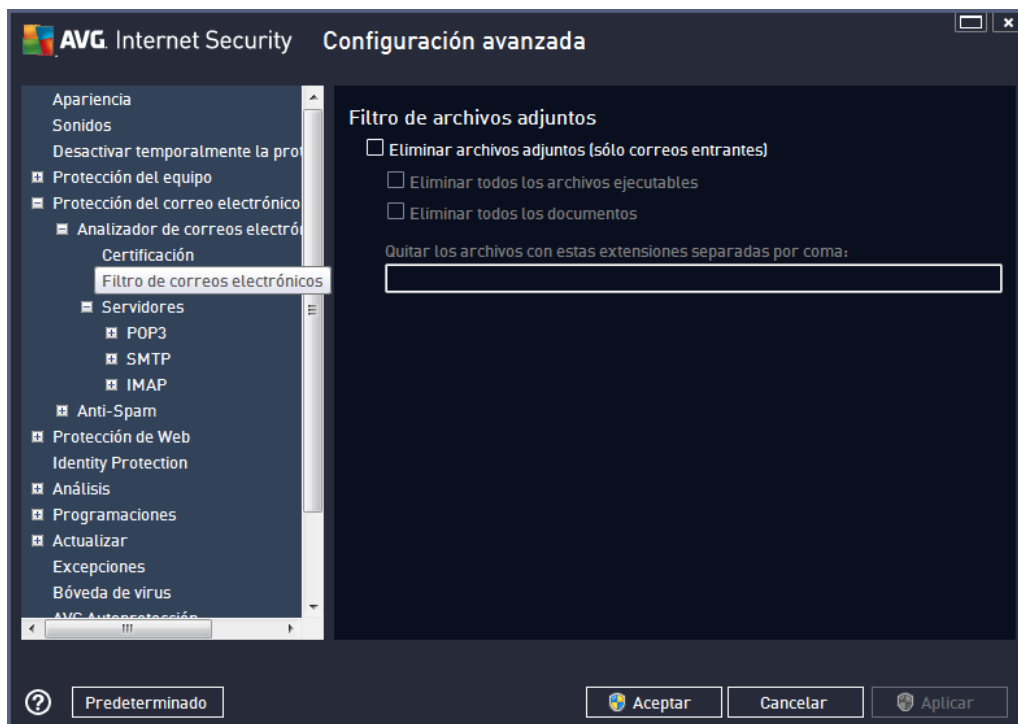 AVG. Internet Security Configuración avanzada
Apariencia
Sonidos
Desactivar temporalmente la prot
Protección del equipo
Protección del correo electrónico
Analizador de correos electrón
Certificación
Filtro de correos electrónicos
Servidores
POP3
SMTP
IMAP
Anti-Spam
Protección de Web
Identity Protection
Análisis
Programaciones
Actualizar
Excepciones
Bóveda de virus
AVG Autoprotección
Filtro de archivos adjuntos
Eliminar archivos adjuntos (sólo correos entrantes)
Eliminar todos los archivos ejecutables
Eliminar todos los documentos
Quitar los archivos con estas extensiones separadas por coma:
Predeterminado
Aceptar
Cancelar
Aplicar